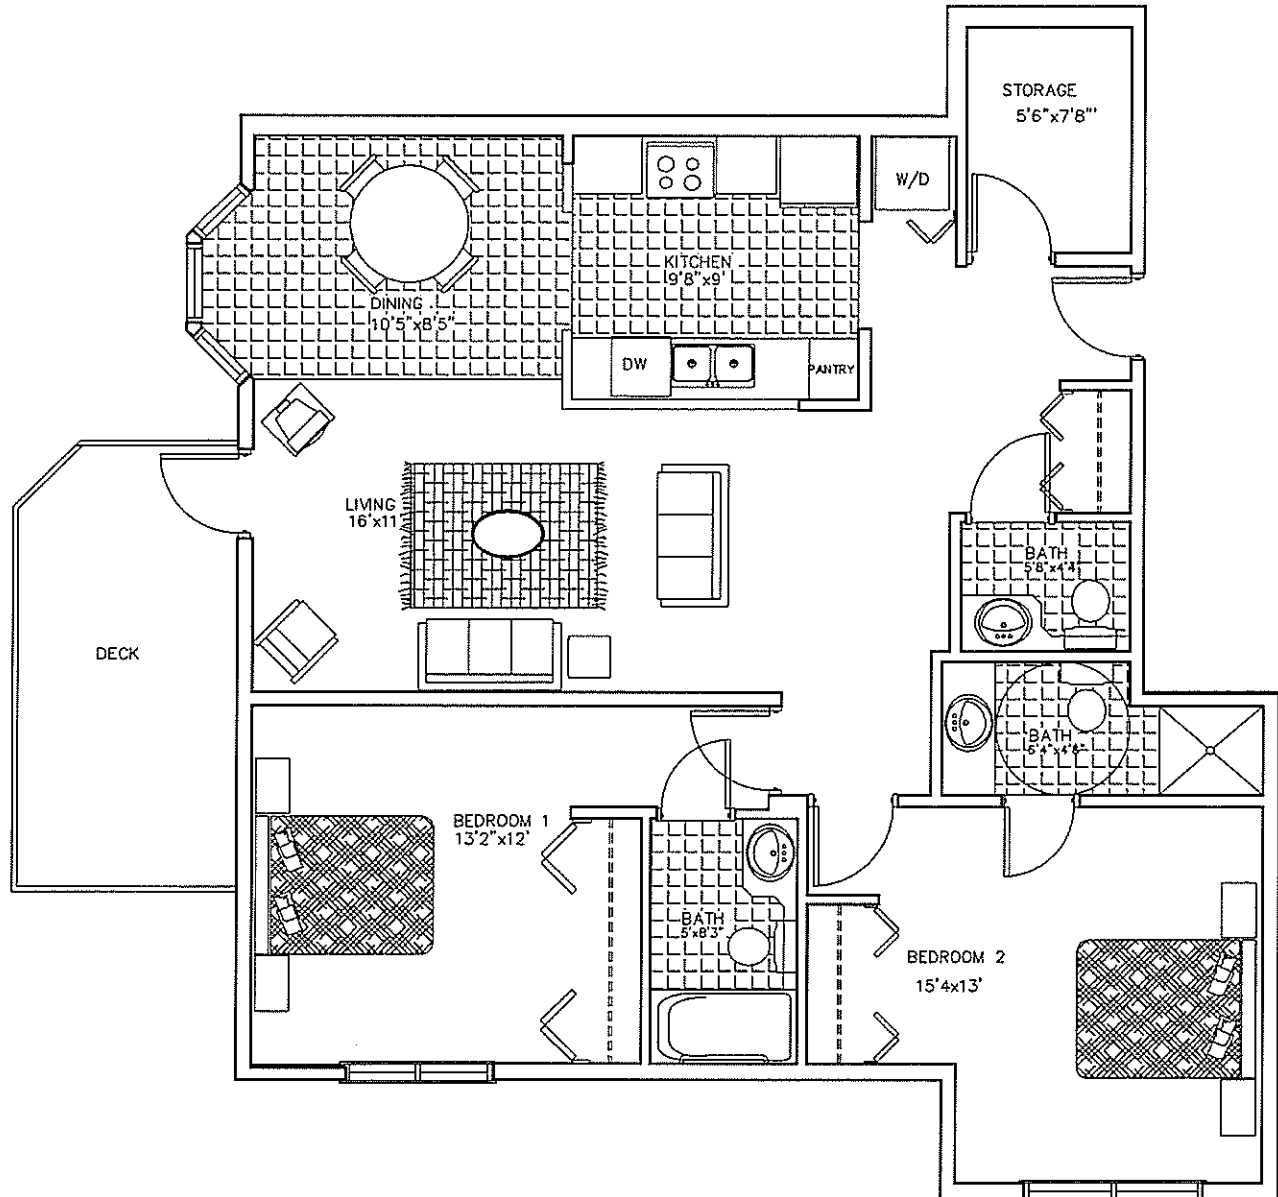 STORAGE
5'6"x7'8"'
W/D
KITCHEN
9'8"x9'
DINING
10'5"x8'5"
DW
PANTRY
LIVING
16'x11'
BATH
5'8"x4'4"
DECK
BATH
5'4"x4'8"
BEDROOM 1
13'2"x12'
BATH
5'x8'3"
BEDROOM 2
15'4x13'